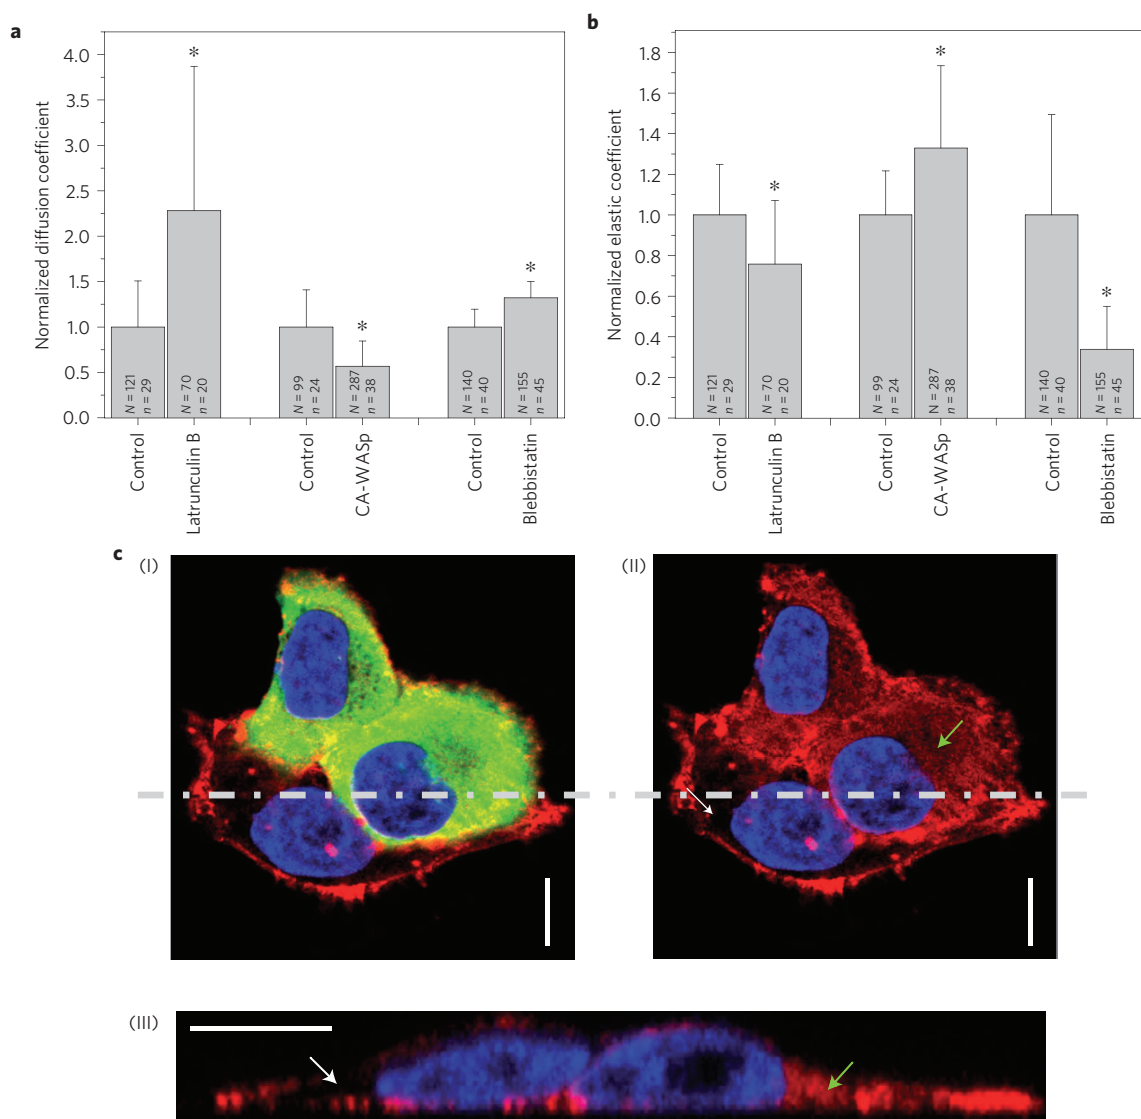 a
Normalized diffusion coefficient
4.0
3.5
3.0
2.5
2.0
1.5
1.0
0.5
0.0
*
*
*
N = 121
n = 29
N = 70
n = 20
N = 99
n = 24
N = 287
n = 38
N = 140
n = 40
N = 155
n = 45
Control
Latrunculin B
Control
CA-WASp
Control
Blebbistatin
b
Normalized elastic coefficient
1.8
1.6
1.4
1.2
1.0
0.8
0.6
0.4
0.2
0.0
*
*
*
N = 121
n = 29
N = 70
n = 20
N = 99
n = 24
N = 287
n = 38
N = 140
n = 40
N = 155
n = 45
Control
Latrunculin B
Control
CA-WASp
Control
Blebbistatin
c
(I)
(II)
(III)